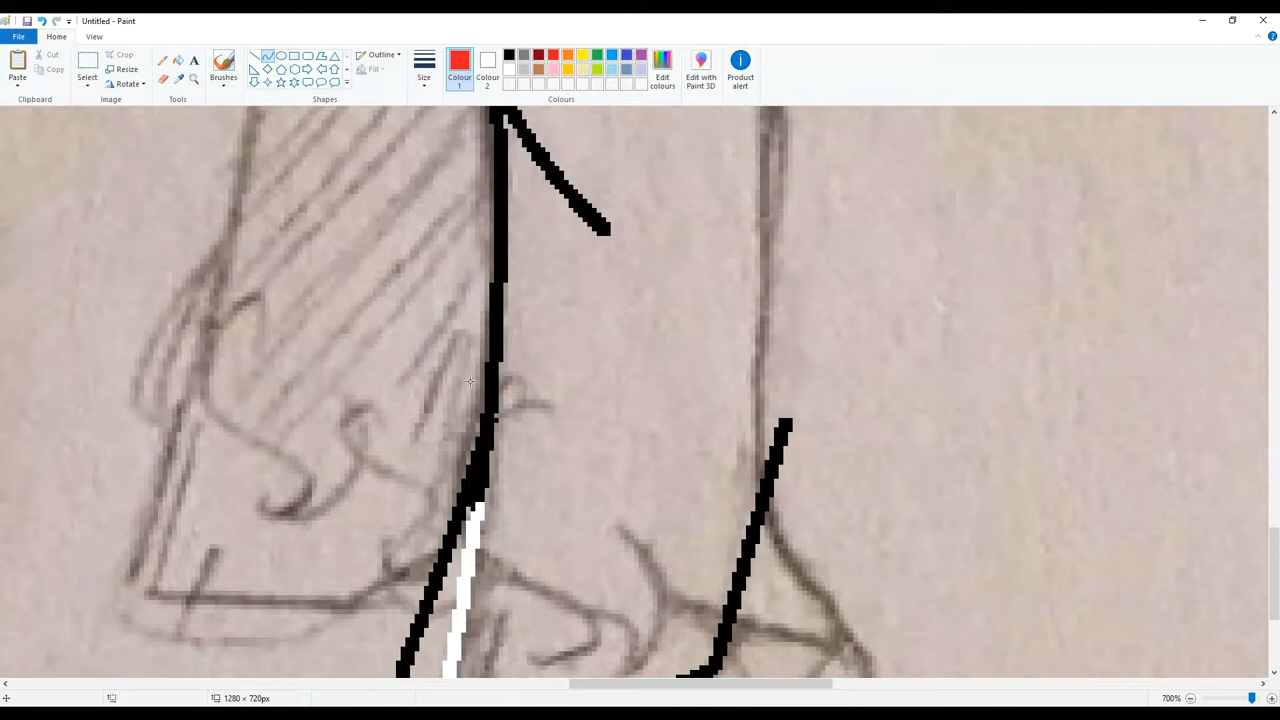 Untitled - Paint
File Home View
Paste
Cut
Copy
Clipboard
Select
Crop
Resize
Rotate
Image
Tools
Brushes
Outline
Fill
Shapes
Size
Colour 1
Colour 2
Edit colours
Colours
Edit with Paint 3D
Product alert
1280 × 720px
700%